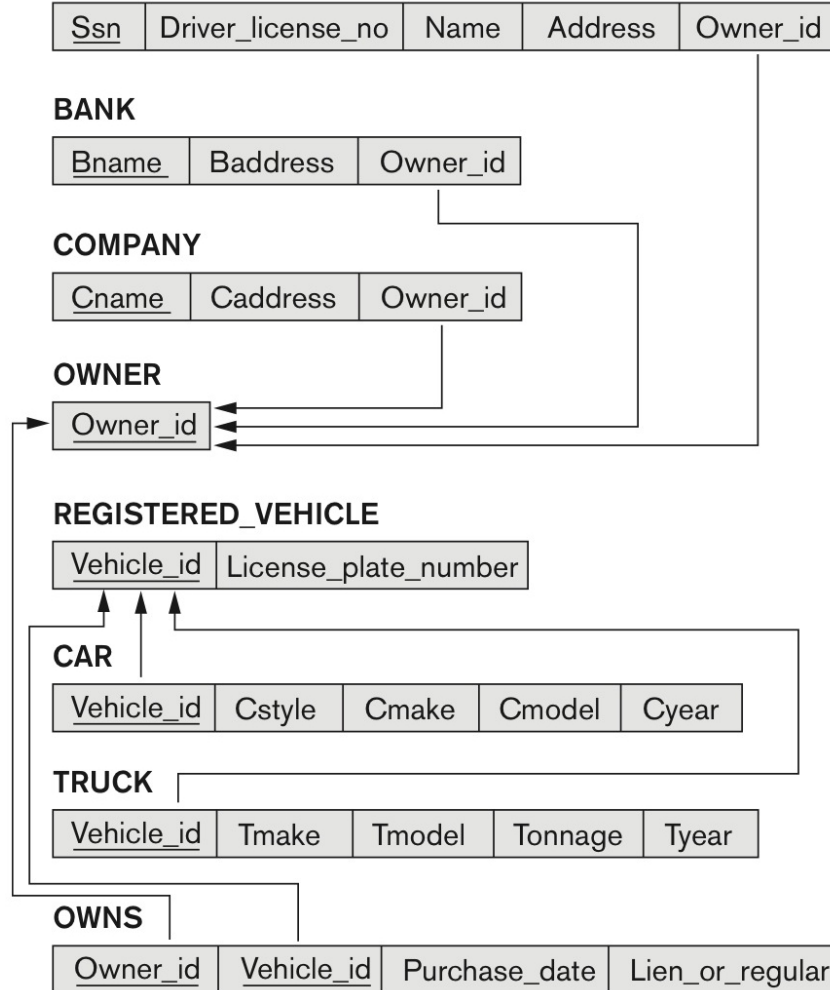 Ssn Driver_license_no Name Address Owner_id
BANK
Bname Baddress Owner_id
COMPANY
Cname Caddress Owner_id
OWNER
Owner_id
REGISTERED_VEHICLE
Vehicle_id License_plate_number
CAR
Vehicle_id Cstyle Cmake Cmodel Cyear
TRUCK
Vehicle_id Tmake Tmodel Tonnage Tyear
OWNS
Owner_id Vehicle_id Purchase_date Lien_or_regular